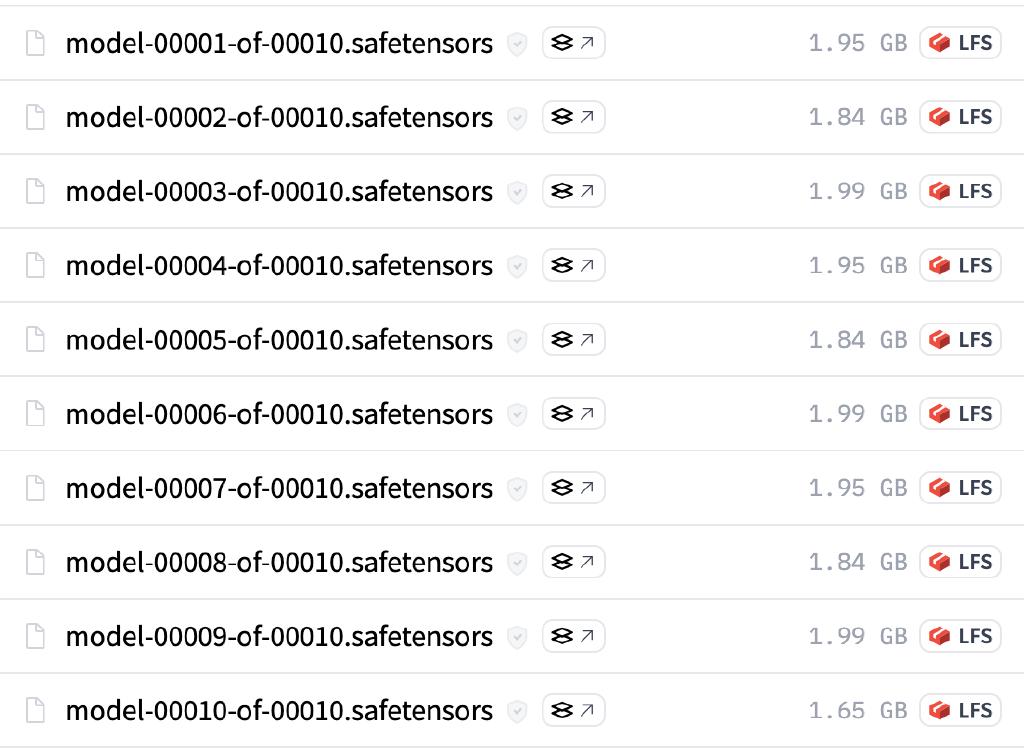 model-00001-of-00010.safetensors 1.95 GB LFS
model-00002-of-00010.safetensors 1.84 GB LFS
model-00003-of-00010.safetensors 1.99 GB LFS
model-00004-of-00010.safetensors 1.95 GB LFS
model-00005-of-00010.safetensors 1.84 GB LFS
model-00006-of-00010.safetensors 1.99 GB LFS
model-00007-of-00010.safetensors 1.95 GB LFS
model-00008-of-00010.safetensors 1.84 GB LFS
model-00009-of-00010.safetensors 1.99 GB LFS
model-00010-of-00010.safetensors 1.65 GB LFS